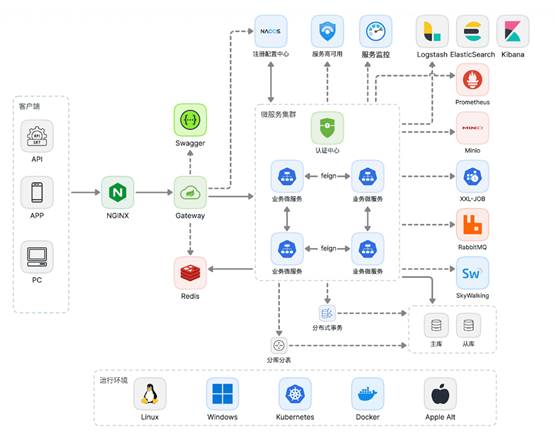 NACOS
注册配置中心
服务高可用
服务监控
Logstash
ElasticSearch
Kibana
客户端
API
SET
API
APP
PC
NGINX
Swagger
Gateway
Redis
微服务集群
认证中心
业务微服务
feign
业务微服务
业务微服务
feign
业务微服务
Prometheus
MINIO
MinIo
XXL-JOB
RabbitMQ
Sw
SkyWalking
分布式事务
分库分表
主库
从库
运行环境
Linux
Windows
Kubernetes
docker
Docker
Apple Alt